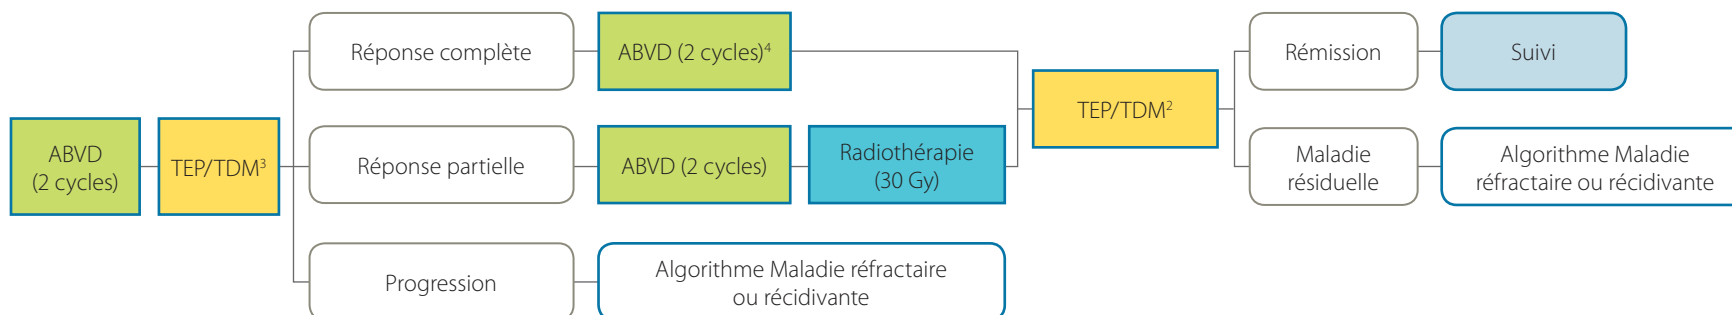 ABVD
(2 cycles)
TEP/TDM³
Réponse complète
ABVD (2 cycles)⁴
Réponse partielle
ABVD (2 cycles)
Radiothérapie
(30 Gy)
Progression
Algorithme Maladie réfractaire
ou récidivante
TEP/TDM²
Rémission
Suivi
Maladie
résiduelle
Algorithme Maladie
réfractaire ou récidivante